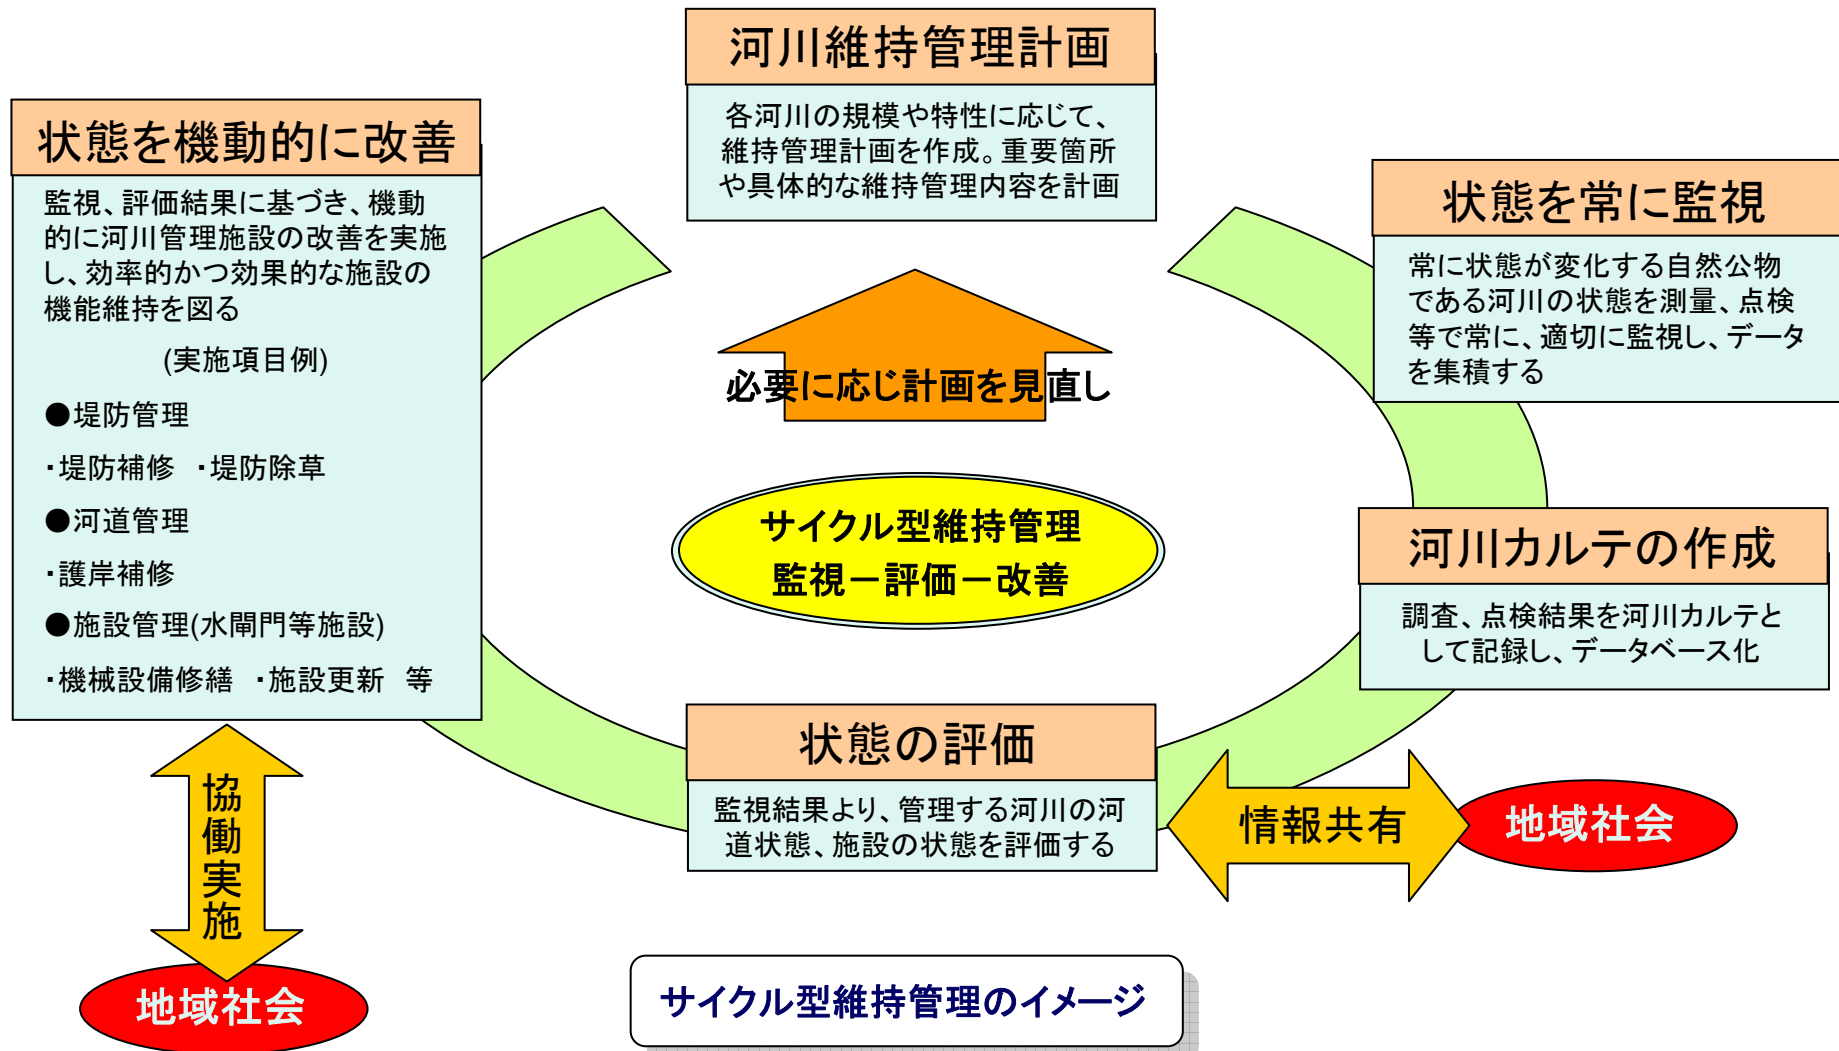 河川維持管理計画
各河川の規模や特性に応じて、
維持管理計画を作成。重要箇所
や具体的な維持管理内容を計画
状態を機動的に改善
監視、評価結果に基づき、機動
的に河川管理施設の改善を実施
し、効率的かつ効果的な施設の
機能維持を図る
(実施項目例)
●堤防管理
・堤防補修　・堤防除草
●河道管理
・護岸補修
●施設管理(水閘門等施設)
・機械設備修繕　・施設更新　等
状態を常に監視
常に状態が変化する自然公物
である河川の状態を測量、点検
等で常に、適切に監視し、データ
を集積する
必要に応じ計画を見直し
サイクル型維持管理
監視－評価－改善
河川カルテの作成
調査、点検結果を河川カルテと
して記録し、データベース化
状態の評価
監視結果より、管理する河川の河
道状態、施設の状態を評価する
情報共有
地域社会
協働実施
地域社会
サイクル型維持管理のイメージ